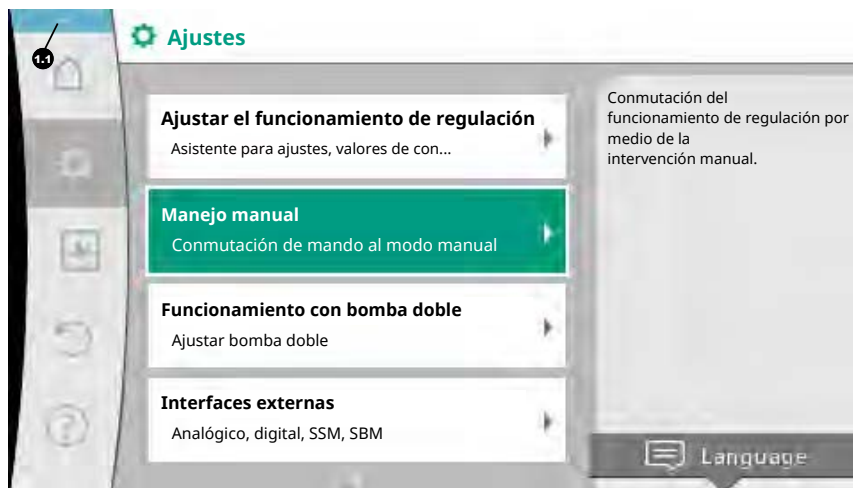 Ajustes
1.1
Ajustar el funcionamiento de regulación
Asistente para ajustes, valores de con...
Manejo manual
Conmutación de mando al modo manual
Funcionamiento con bomba doble
Ajustar bomba doble
Interfaces externas
Analógico, digital, SSM, SBM
Conmutación del
funcionamiento de regulación por
medio de la
intervención manual.
Language